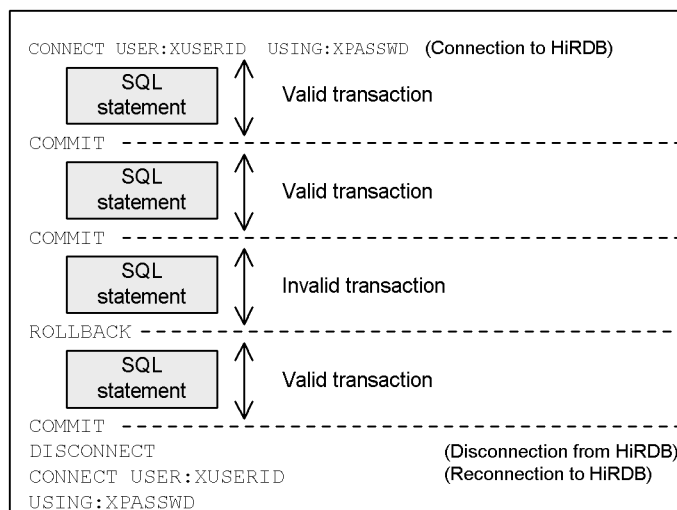 CONNECT USER:XUSERID USING:XPASSWD (Connection to HiRDB)
SQL
statement
Valid transaction
COMMIT
SQL
statement
Valid transaction
COMMIT
SQL
statement
Invalid transaction
ROLLBACK
SQL
statement
Valid transaction
COMMIT
DISCONNECT (Disconnection from HiRDB)
CONNECT USER:XUSERID (Reconnection to HiRDB)
USING:XPASSWD